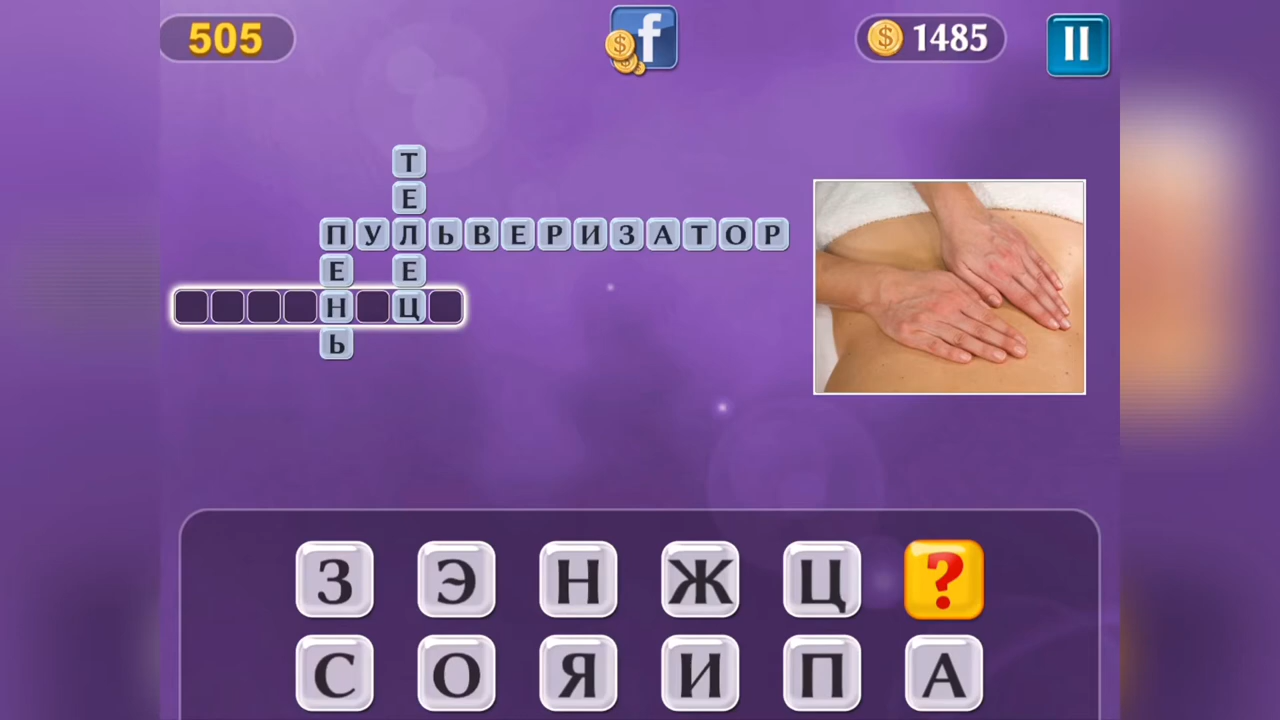 505
f
$ 1485
Т
Е
ПУЛЬВЕРИЗАТОР
Е Е
Н Ц
Ь
З Э Н Ж Ц ?
С О Я И П А